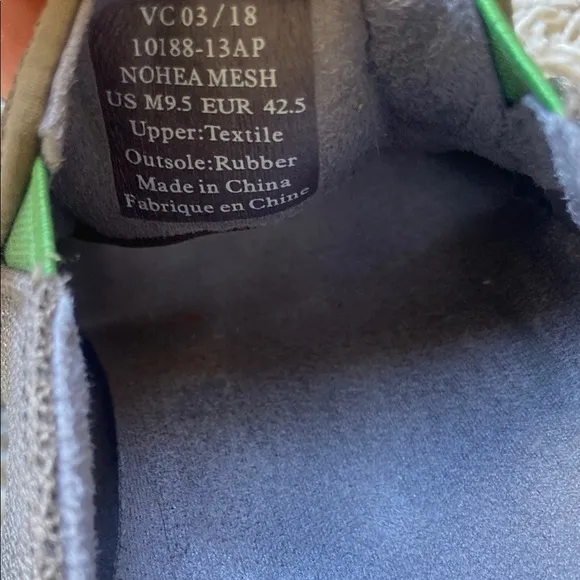 VC 03/18
10188-13AP
NOHEA MESH
US M9.5 EUR 42.5
Upper:Textile
Outsole:Rubber
Made in China
Fabrique en Chine